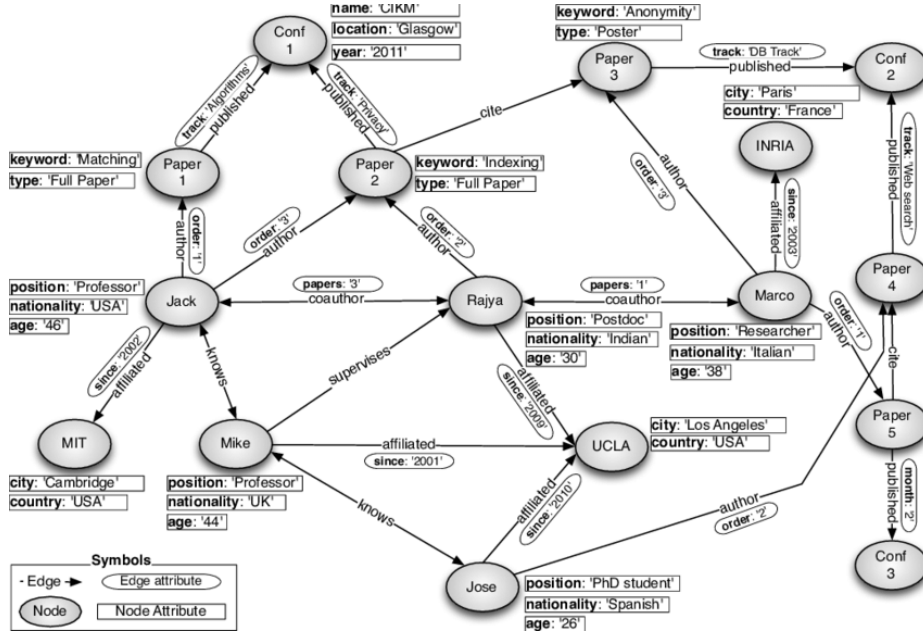 name: 'CIKM'
Conf
1
location: 'Glasgow'
year: '2011'
keyword: 'Anonymity'
type: 'Poster'
Paper
3
track: 'DB Track'
published
Conf
2
track: 'Algorithms'
published
track: 'Privacy'
published
cite
city: 'Paris'
country: 'France'
INRIA
keyword: 'Matching'
type: 'Full Paper'
Paper
1
Paper
2
keyword: 'Indexing'
type: 'Full Paper'
author
order: '3'
since: '2003'
affiliated
track: 'Web search'
published
order: '1'
author
order: '3'
author
order: '2'
author
position: 'Professor'
nationality: 'USA'
age: '46'
Jack
papers: '3'
coauthor
Rajya
papers: '1'
coauthor
Marco
Paper
4
position: 'Postdoc'
nationality: 'Indian'
age: '30'
position: 'Researcher'
nationality: 'Italian'
age: '38'
order: '1'
author
since: '2002'
affiliated
knows
supervises
affiliated
since: '2009'
cite
MIT
Mike
affiliated
since: '2001'
UCLA
city: 'Los Angeles'
country: 'USA'
Paper
5
city: 'Cambridge'
country: 'USA'
position: 'Professor'
nationality: 'UK'
age: '44'
knows
affiliated
since: '2010'
author
order: '2'
month: '2'
published
Conf
3
Symbols
Edge
Edge attribute
Node
Node Attribute
Jose
position: 'PhD student'
nationality: 'Spanish'
age: '26'